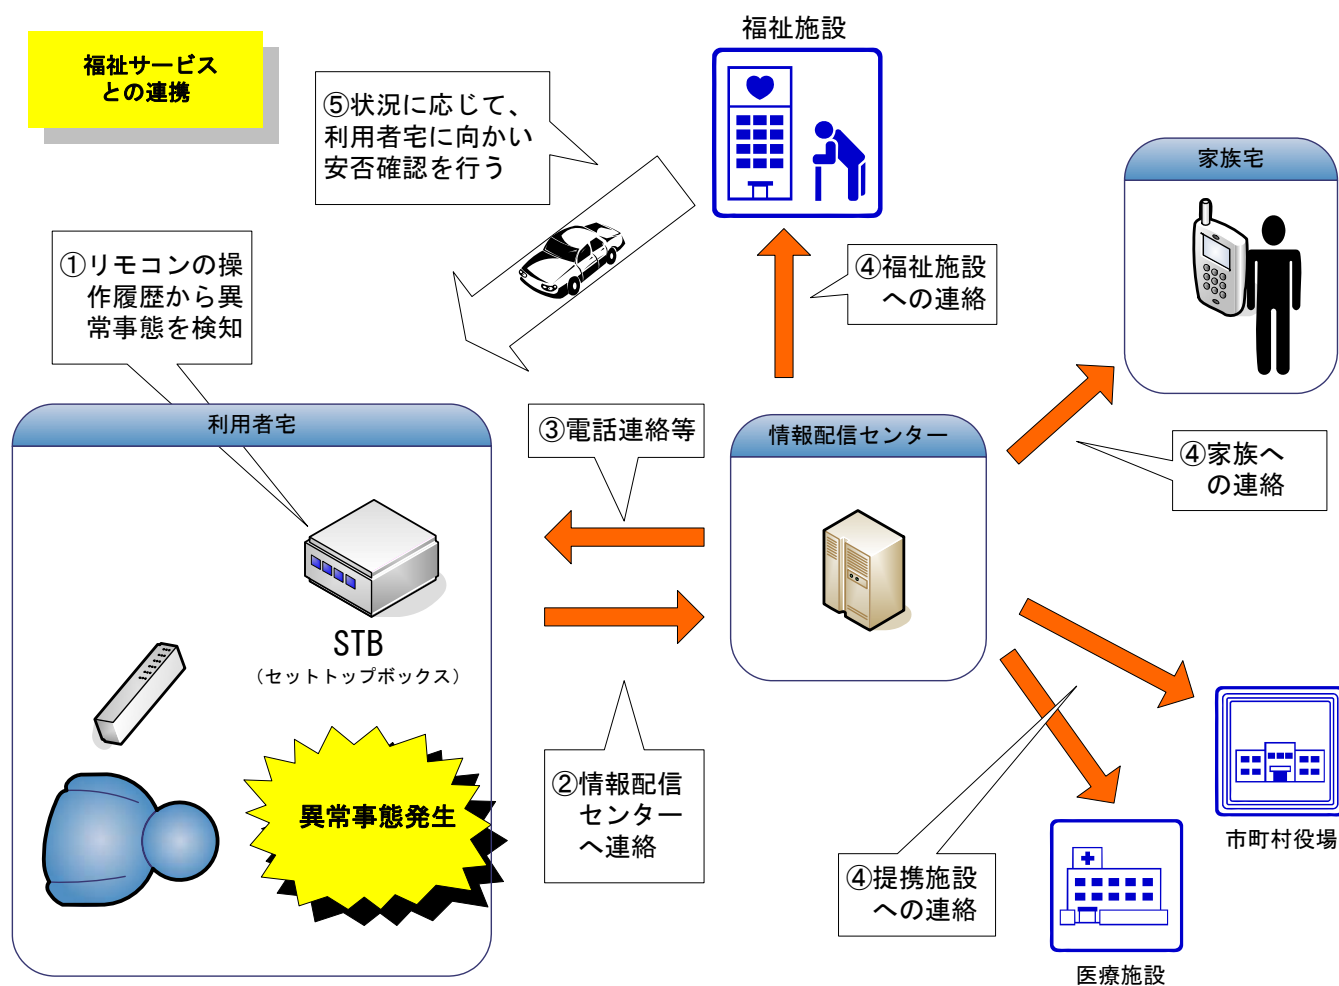 福祉サービス
との連携
福祉施設
⑤状況に応じて、
利用者宅に向かい
安否確認を行う
家族宅
①リモコンの操
作履歴から異
常事態を検知
④福祉施設
への連絡
利用者宅
③電話連絡等
情報配信センター
④家族へ
の連絡
STB
（セットトップボックス）
②情報配信
センター
へ連絡
異常事態発生
市町村役場
④提携施設
への連絡
医療施設